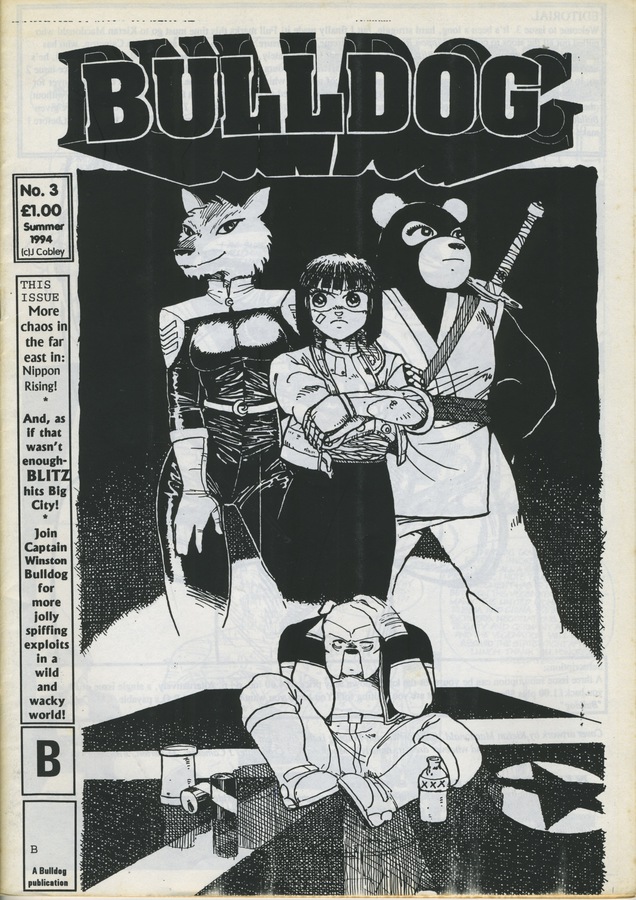 BULLDOG
No. 3
£1.00
Summer
1994
(c)J Cobley
THIS
ISSUE
More
chaos in
the far
east in:
Nippon
Rising!
*
And, as
if that
wasn't
enough-
BLITZ
hits Big
City!
*
Join
Captain
Winston
Bulldog
for
more
jolly
spiffing
exploits
in a
wild
and
wacky
world!
B
B
A Bulldog
publication
XXX